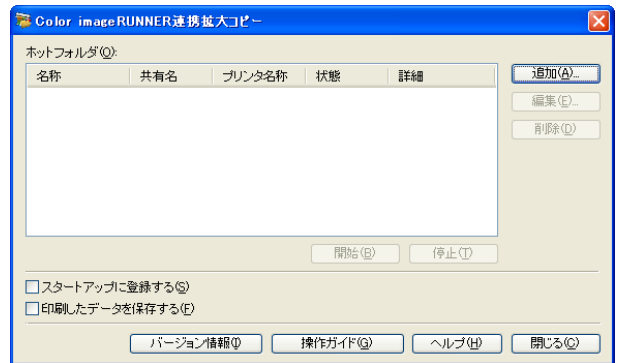 Color imageRUNNER連携拡大コピー
ホットフォルダ(O):
名称 共有名 プリンタ名称 状態 詳細
追加(A)...
編集(E)...
削除(D)
開始(B) 停止(T)
スタートアップに登録する(S)
印刷したデータを保存する(F)
バージョン情報(I) 操作ガイド(G) ヘルプ(H) 閉じる(C)